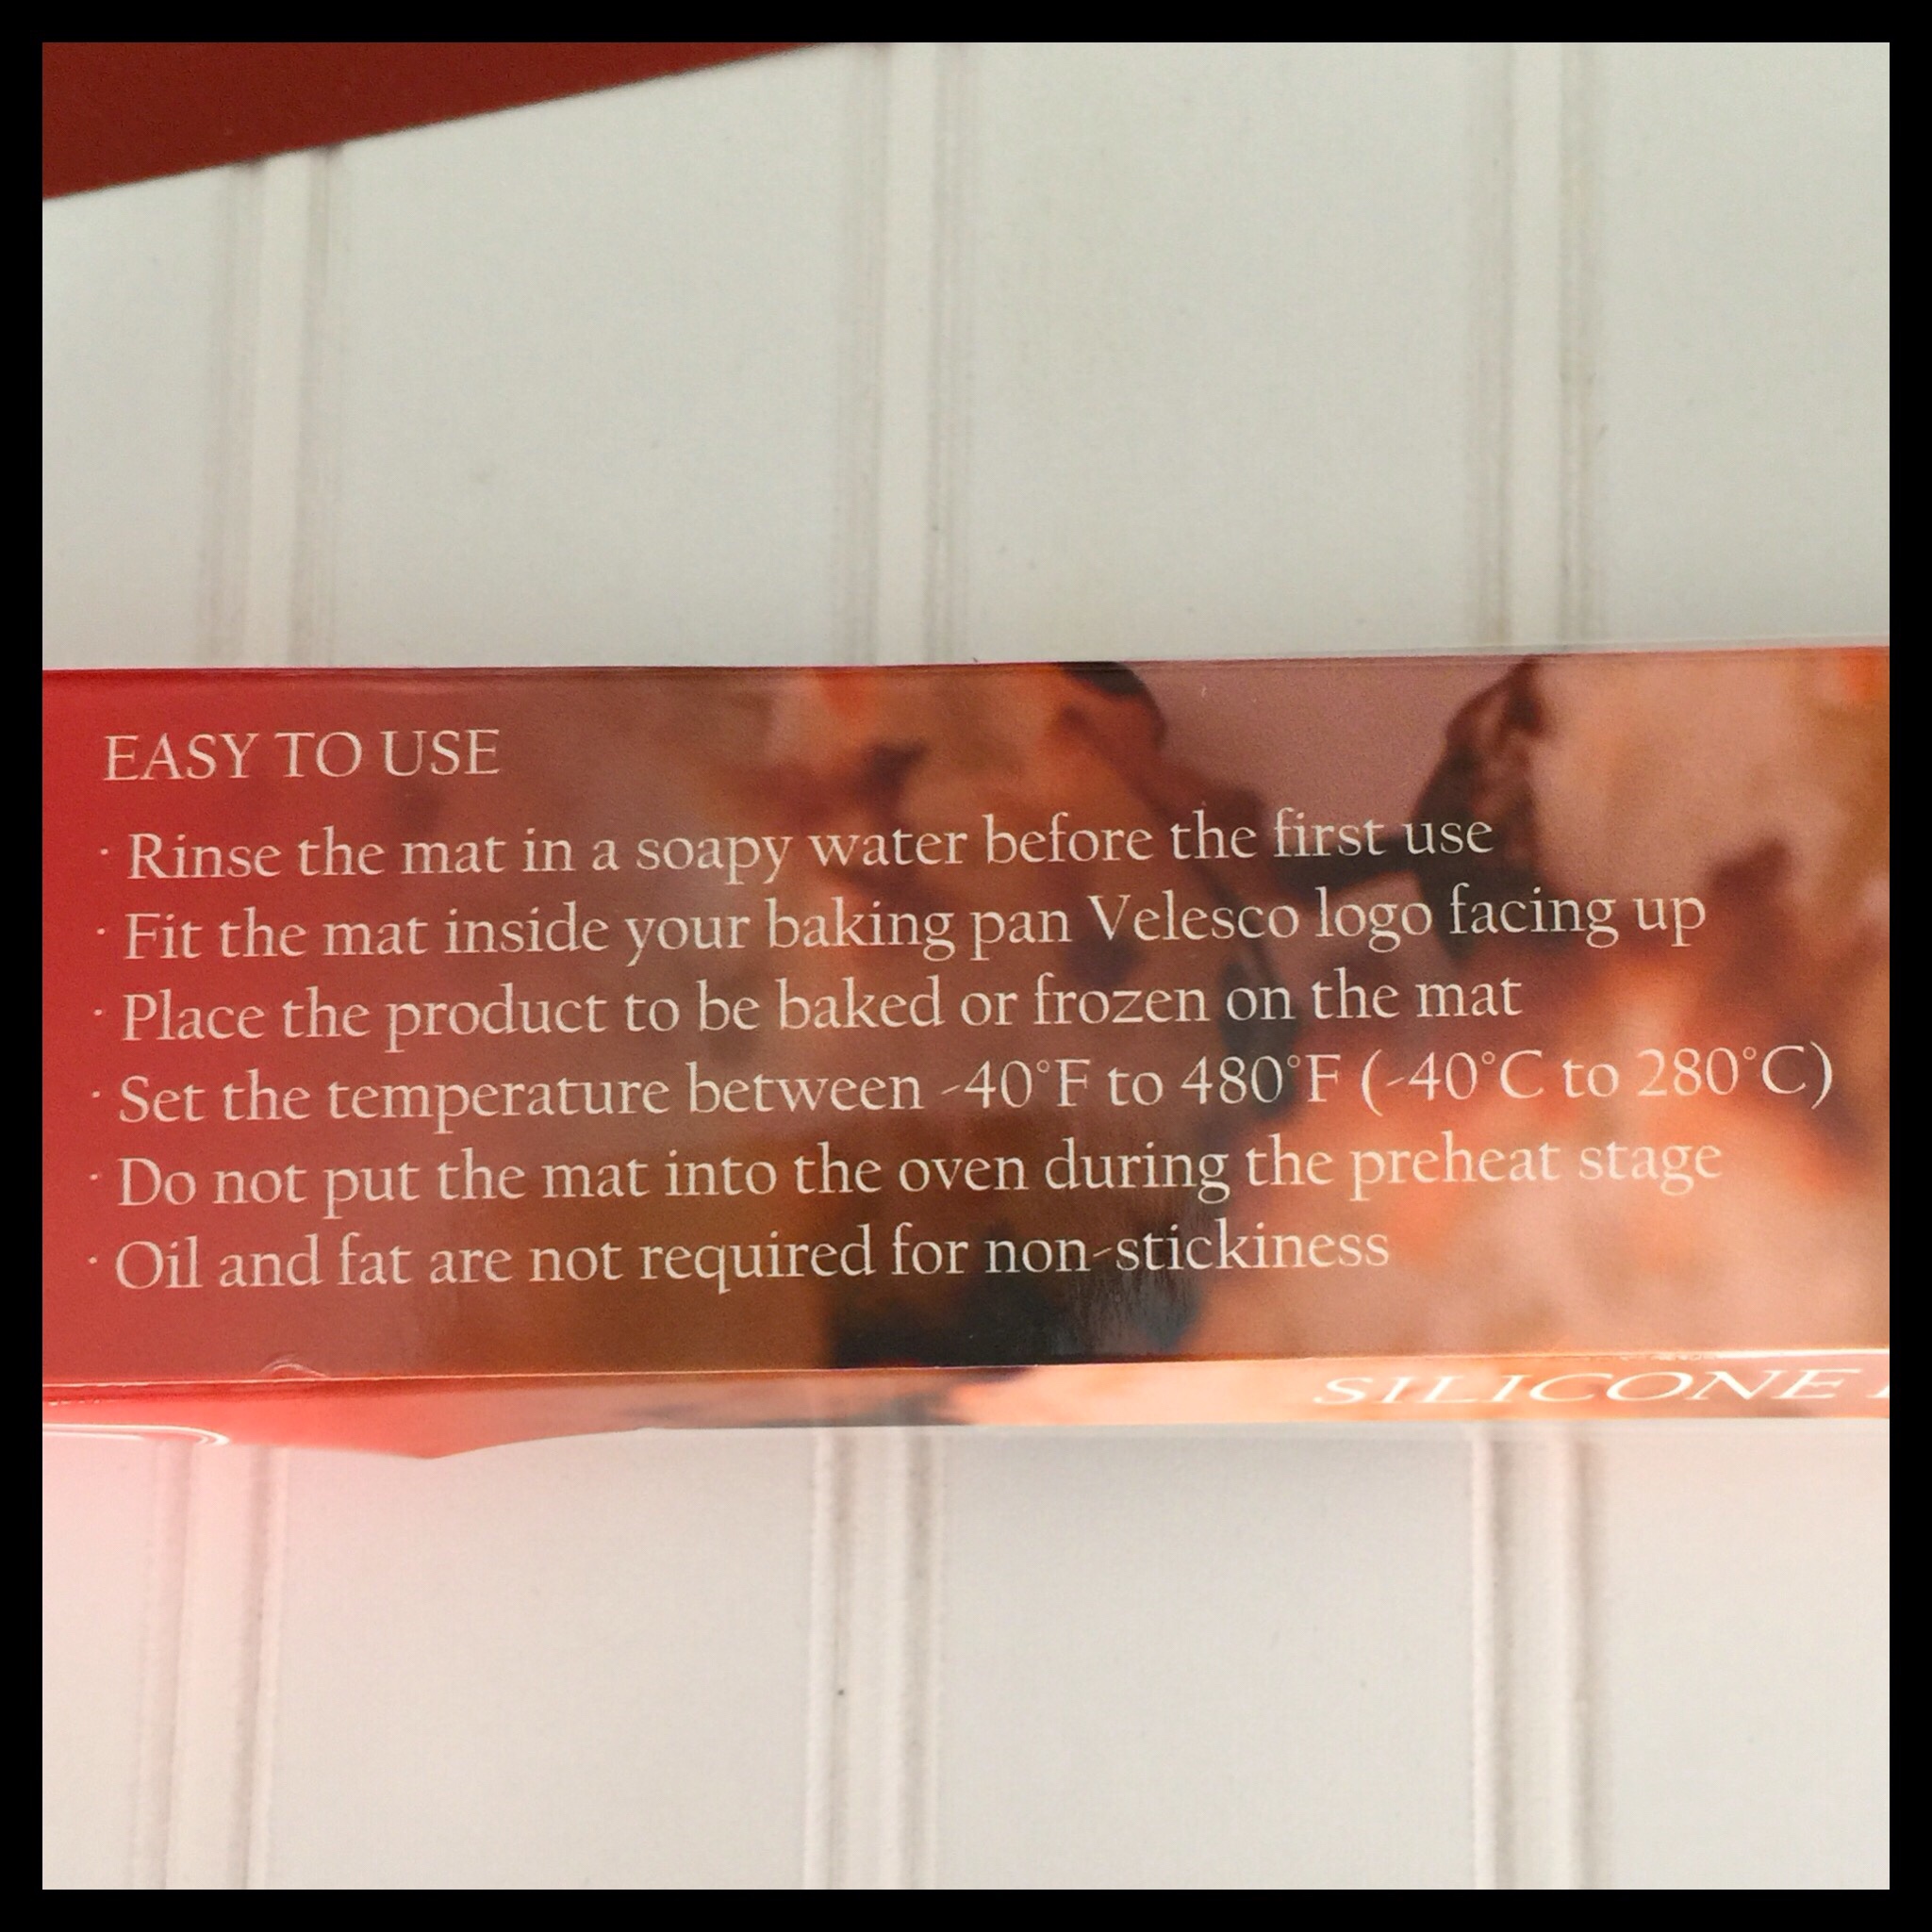 EASY TO USE
· Rinse the mat in a soapy water before the first use
· Fit the mat inside your baking pan Velesco logo facing up
· Place the product to be baked or frozen on the mat
· Set the temperature between -40°F to 480°F (-40°C to 280°C)
· Do not put the mat into the oven during the preheat stage
· Oil and fat are not required for non-stickiness
SILICONE